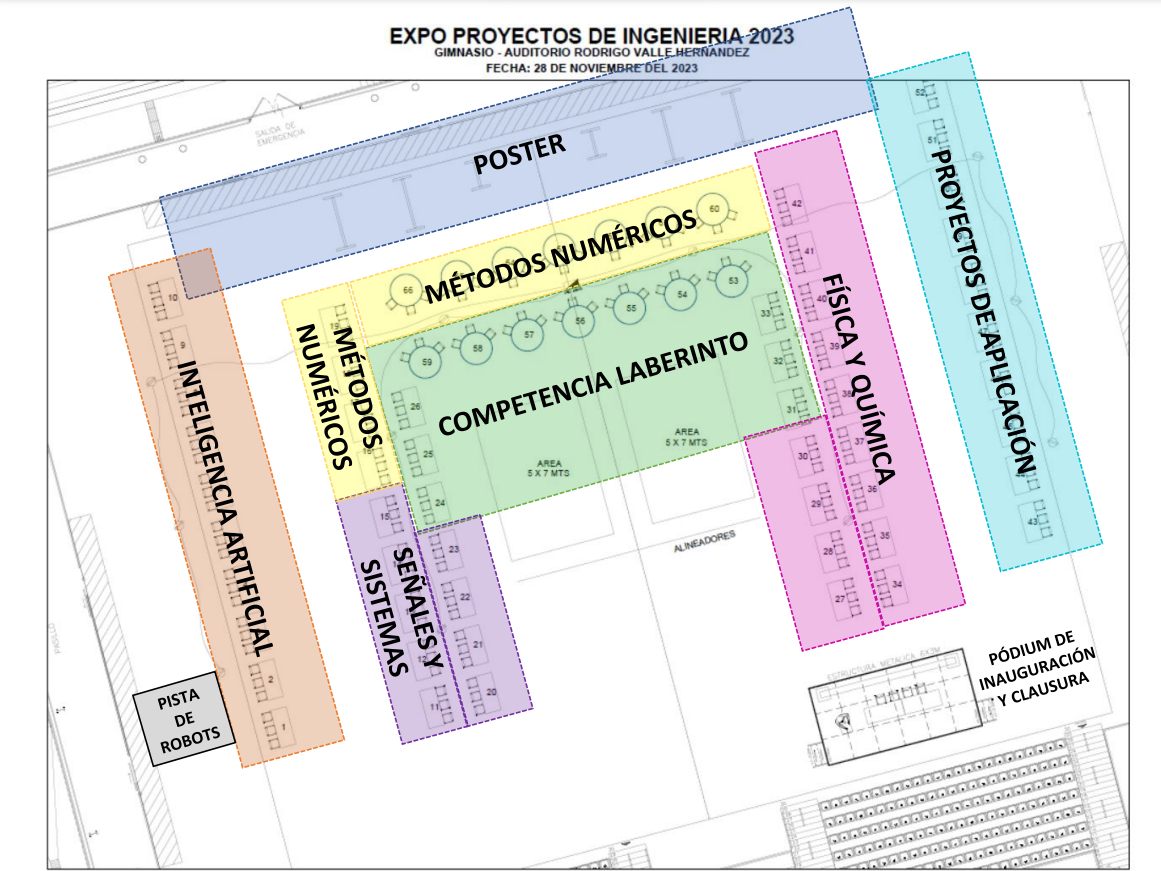 EXPO PROYECTOS DE INGENIERIA 2023
GIMNASIO - AUDITORIO RODRIGO VALLE HERNANDEZ
FECHA: 28 DE NOVIEMBRE DEL 2023
SALIDA DE
EMERGENCIA
POSTER
52
51
PROYECTOS DE APLICACIÓN
43
MÉTODOS NUMÉRICOS
66
60
42
41
40
39
38
37
36
35
34
FÍSICA Y QUÍMICA
33
32
31
30
29
28
27
10
9
INTELIGENCIA ARTIFICIAL
2
1
MÉTODOS
NUMÉRICOS
19
16
59
58
57
56
55
54
53
COMPETENCIA LABERINTO
26
25
24
AREA
5 X 7 MTS
AREA
5 X 7 MTS
ALINEADORES
15
11
SEÑALES Y
SISTEMAS
23
22
21
20
PISTA
DE
ROBOTS
ESTRUCTURA METALICA
PÓDIUM DE
INAUGURACIÓN
Y CLAUSURA